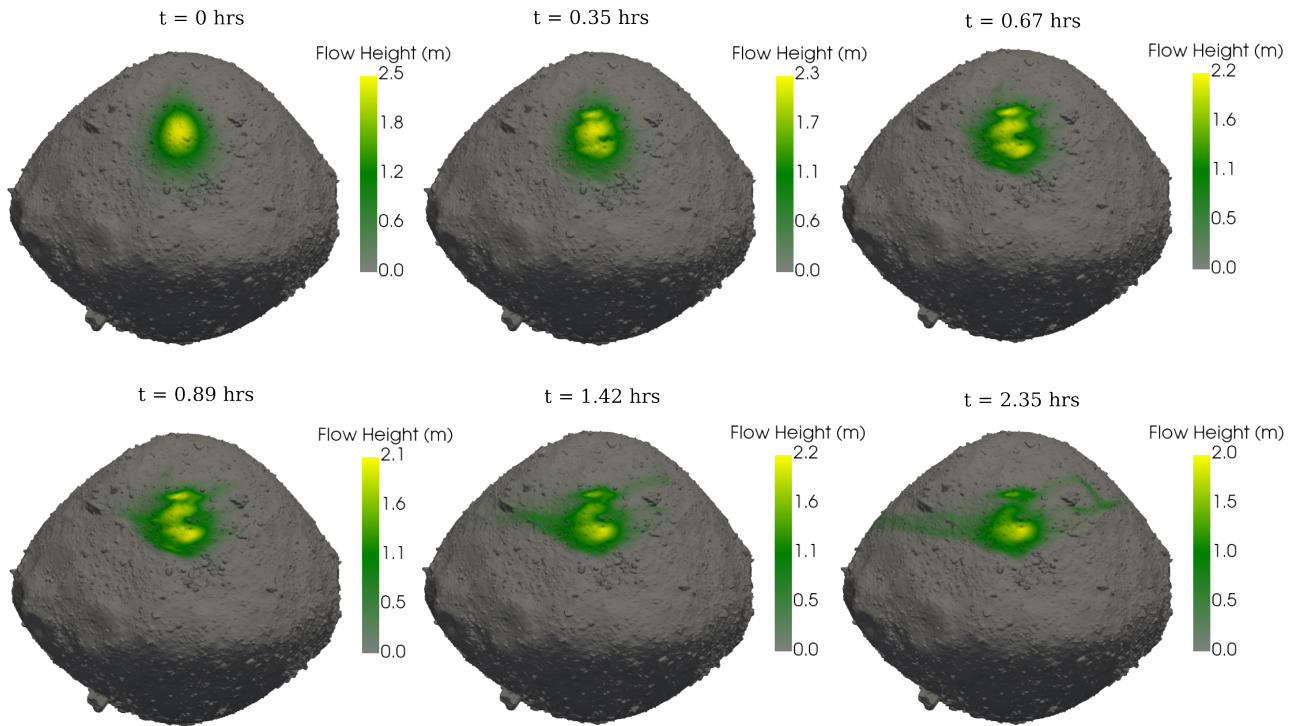 t = 0 hrs
Flow Height (m)
2.5
1.8
1.2
0.6
0.0
t = 0.35 hrs
Flow Height (m)
2.3
1.7
1.1
0.6
0.0
t = 0.67 hrs
Flow Height (m)
2.2
1.6
1.1
0.5
0.0
t = 0.89 hrs
Flow Height (m)
2.1
1.6
1.1
0.5
0.0
t = 1.42 hrs
Flow Height (m)
2.2
1.6
1.1
0.5
0.0
t = 2.35 hrs
Flow Height (m)
2.0
1.5
1.0
0.5
0.0